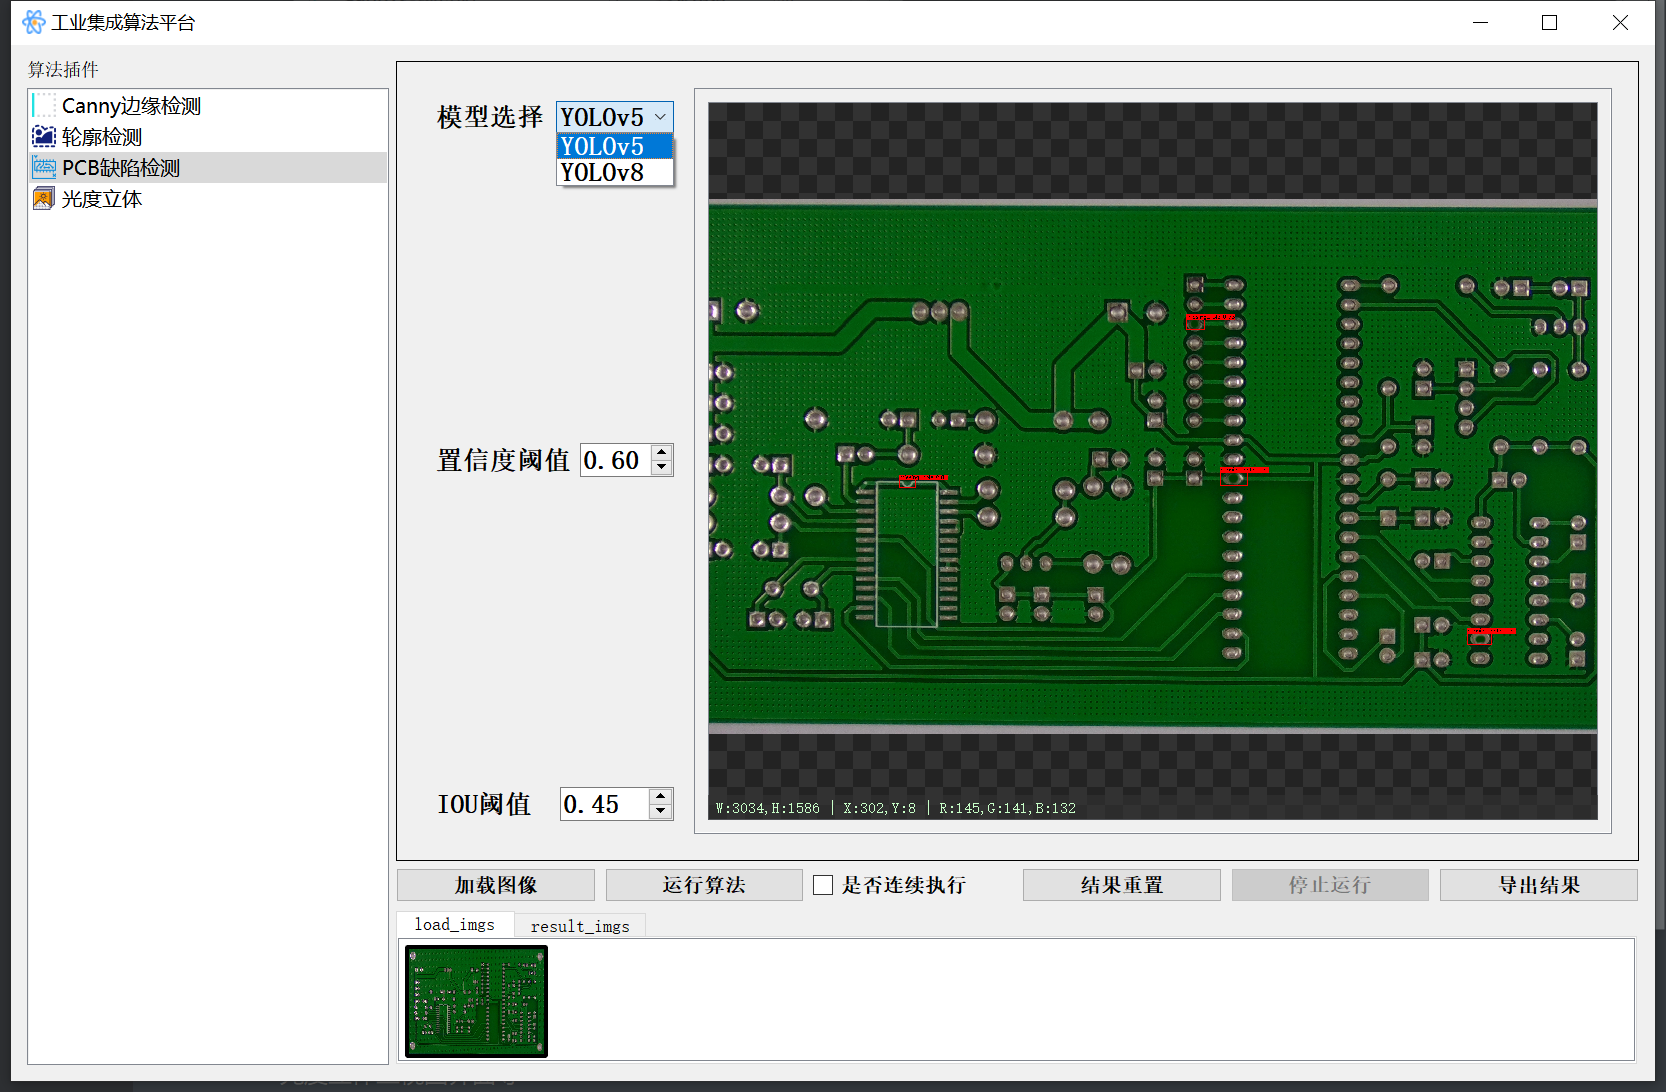 工业集成算法平台
算法插件
Canny边缘检测
轮廓检测
PCB缺陷检测
光度立体
模型选择
YOLOv5
YOLOv5
YOLOv8
置信度阈值 0.60
IOU阈值 0.45
W:3034,H:1586 | X:302,Y:8 | R:145,G:141,B:132
加载图像 运行算法 是否连续执行 结果重置 停止运行 导出结果
load_imgs result_imgs